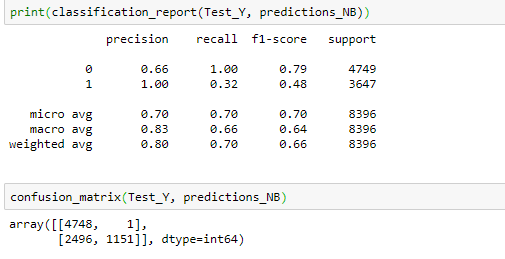 print(classification_report(Test_Y, predictions_NB))
precision recall f1-score support
0 0.66 1.00 0.79 4749
1 1.00 0.32 0.48 3647
micro avg 0.70 0.70 0.70 8396
macro avg 0.83 0.66 0.64 8396
weighted avg 0.80 0.70 0.66 8396
confusion_matrix(Test_Y, predictions_NB)
array([[4748, 1],
[2496, 1151]], dtype=int64)